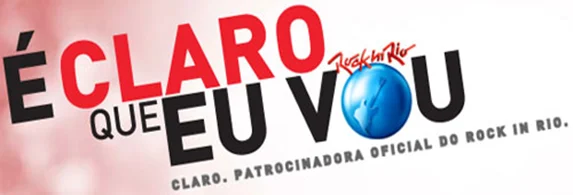 É CLARO
QUE EU VOU
Rock in Rio
CLARO. PATROCINADORA OFICIAL DO ROCK IN RIO.